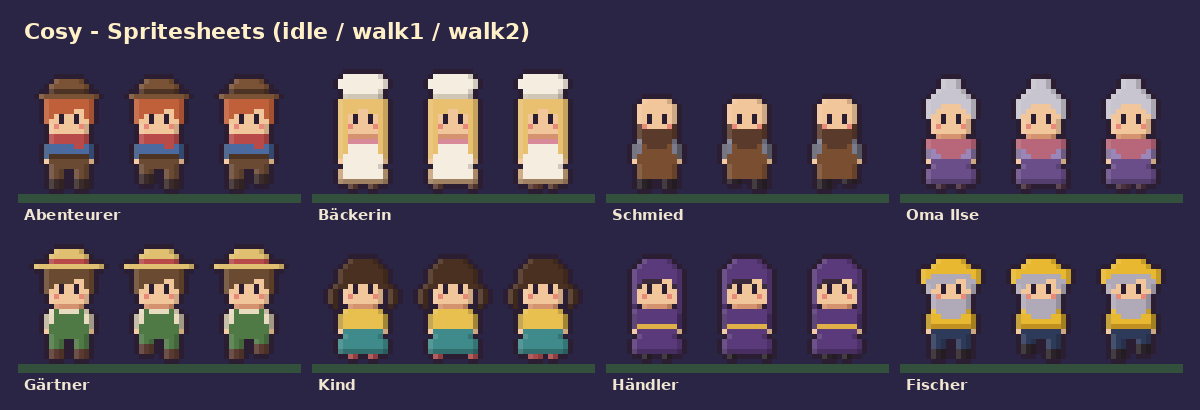 Cosy - Spritesheets (idle / walk1 / walk2)
Abenteurer
Bäckerin
Schmied
Oma Ilse
Gärtner
Kind
Händler
Fischer